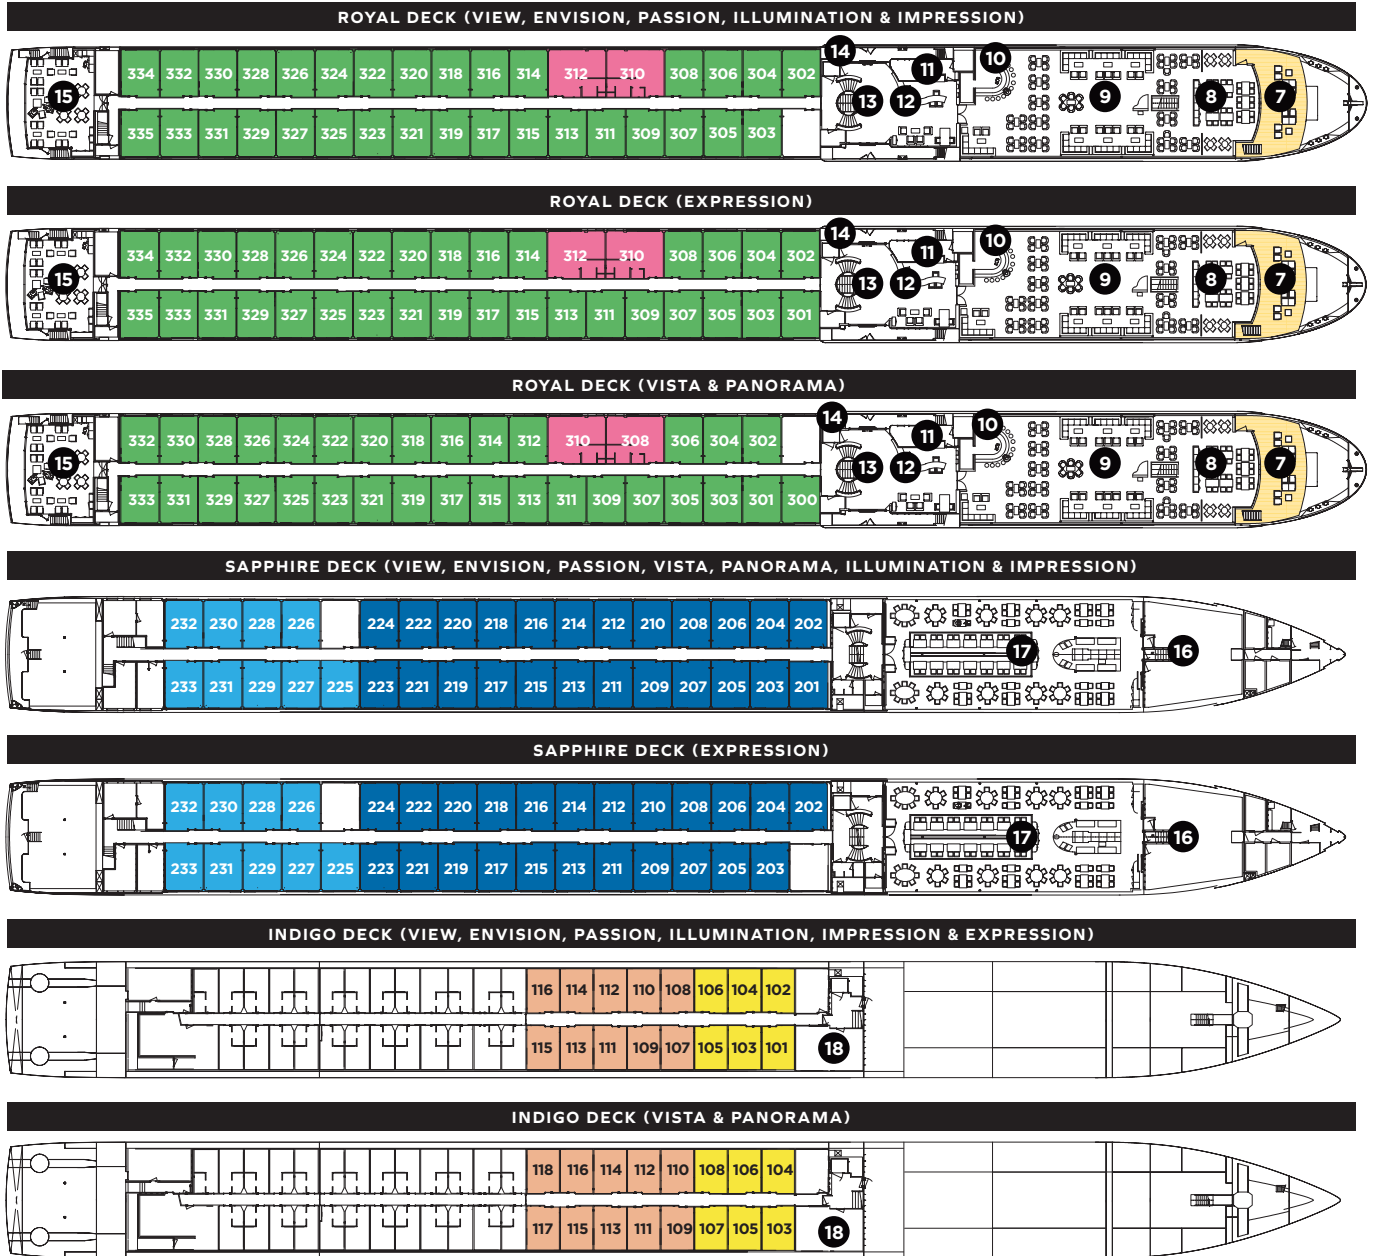 ROYAL DECK (VIEW, ENVISION, PASSION, ILLUMINATION & IMPRESSION)
14 10
334 332 330 328 326 324 322 320 318 316 314 312 310 308 306 304 302 11
15 13 12 9 8 7
335 333 331 329 327 325 323 321 319 317 315 313 311 309 307 305 303
ROYAL DECK (EXPRESSION)
14 10
334 332 330 328 326 324 322 320 318 316 314 312 310 308 306 304 302 11
15 13 12 9 8 7
335 333 331 329 327 325 323 321 319 317 315 313 311 309 307 305 303 301
ROYAL DECK (VISTA & PANORAMA)
14 10
332 330 328 326 324 322 320 318 316 314 312 310 308 306 304 302 11
15 13 12 9 8 7
333 331 329 327 325 323 321 319 317 315 313 311 309 307 305 303 301 300
SAPPHIRE DECK (VIEW, ENVISION, PASSION, VISTA, PANORAMA, ILLUMINATION & IMPRESSION)
232 230 228 226 224 222 220 218 216 214 212 210 208 206 204 202
17 16
233 231 229 227 225 223 221 219 217 215 213 211 209 207 205 203 201
SAPPHIRE DECK (EXPRESSION)
232 230 228 226 224 222 220 218 216 214 212 210 208 206 204 202
17 16
233 231 229 227 225 223 221 219 217 215 213 211 209 207 205 203
INDIGO DECK (VIEW, ENVISION, PASSION, ILLUMINATION, IMPRESSION & EXPRESSION)
116 114 112 110 108 106 104 102
115 113 111 109 107 105 103 101 18
INDIGO DECK (VISTA & PANORAMA)
118 116 114 112 110 108 106 104
117 115 113 111 109 107 105 103 18